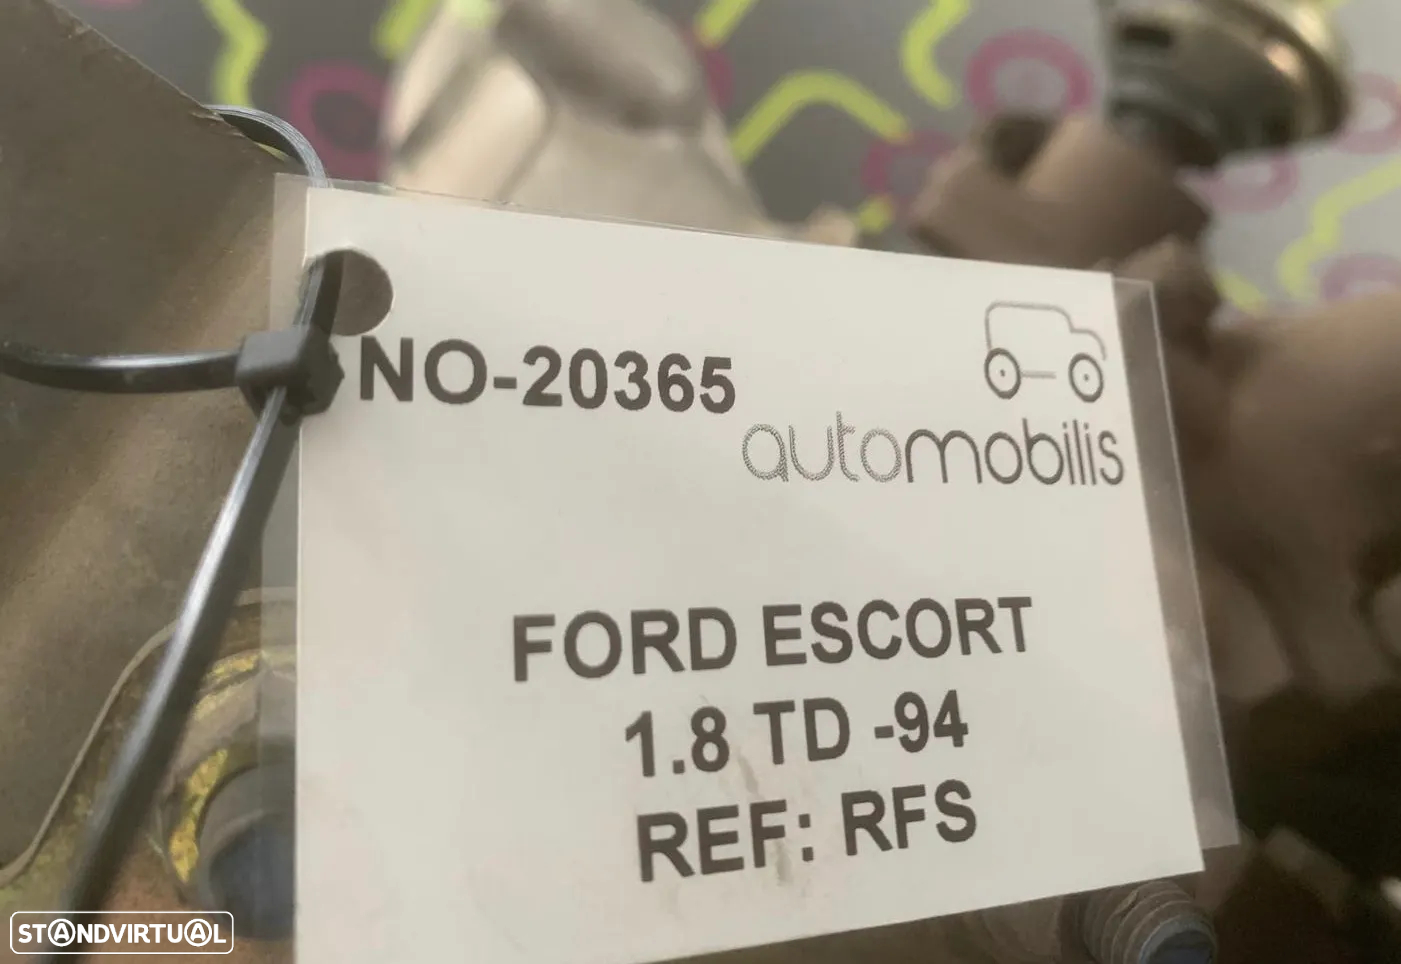 NO-20365
automobilis
FORD ESCORT
1.8 TD -94
REF: RFS
STANDVIRTUAL